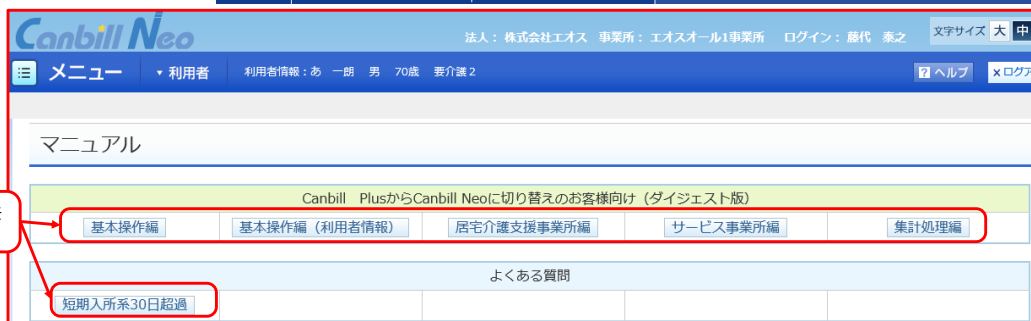 Canbill Neo
法人： 株式会社エオス 事業所： エオスオール1事業所 ログイン： 藤代 泰之
文字サイズ 大 中
メニュー ▼利用者 利用者情報：あ 一朗 男 70歳 要介護２
? ヘルプ ×ログア
マニュアル
Canbill PlusからCanbill Neoに切り替えのお客様向け（ダイジェスト版）
基本操作編 基本操作編（利用者情報） 居宅介護支援事業所編 サービス事業所編 集計処理編
よくある質問
短期入所系30日超過